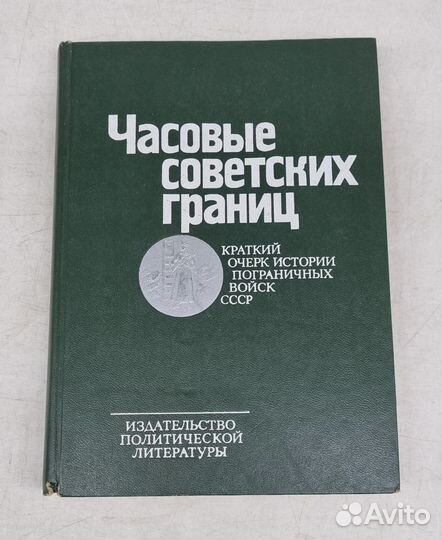 Часовые
советских
границ
КРАТКИЙ
ОЧЕРК ИСТОРИИ
ПОГРАНИЧНЫХ
ВОЙСК
СССР
ИЗДАТЕЛЬСТВО
ПОЛИТИЧЕСКОЙ
ЛИТЕРАТУРЫ
Avito